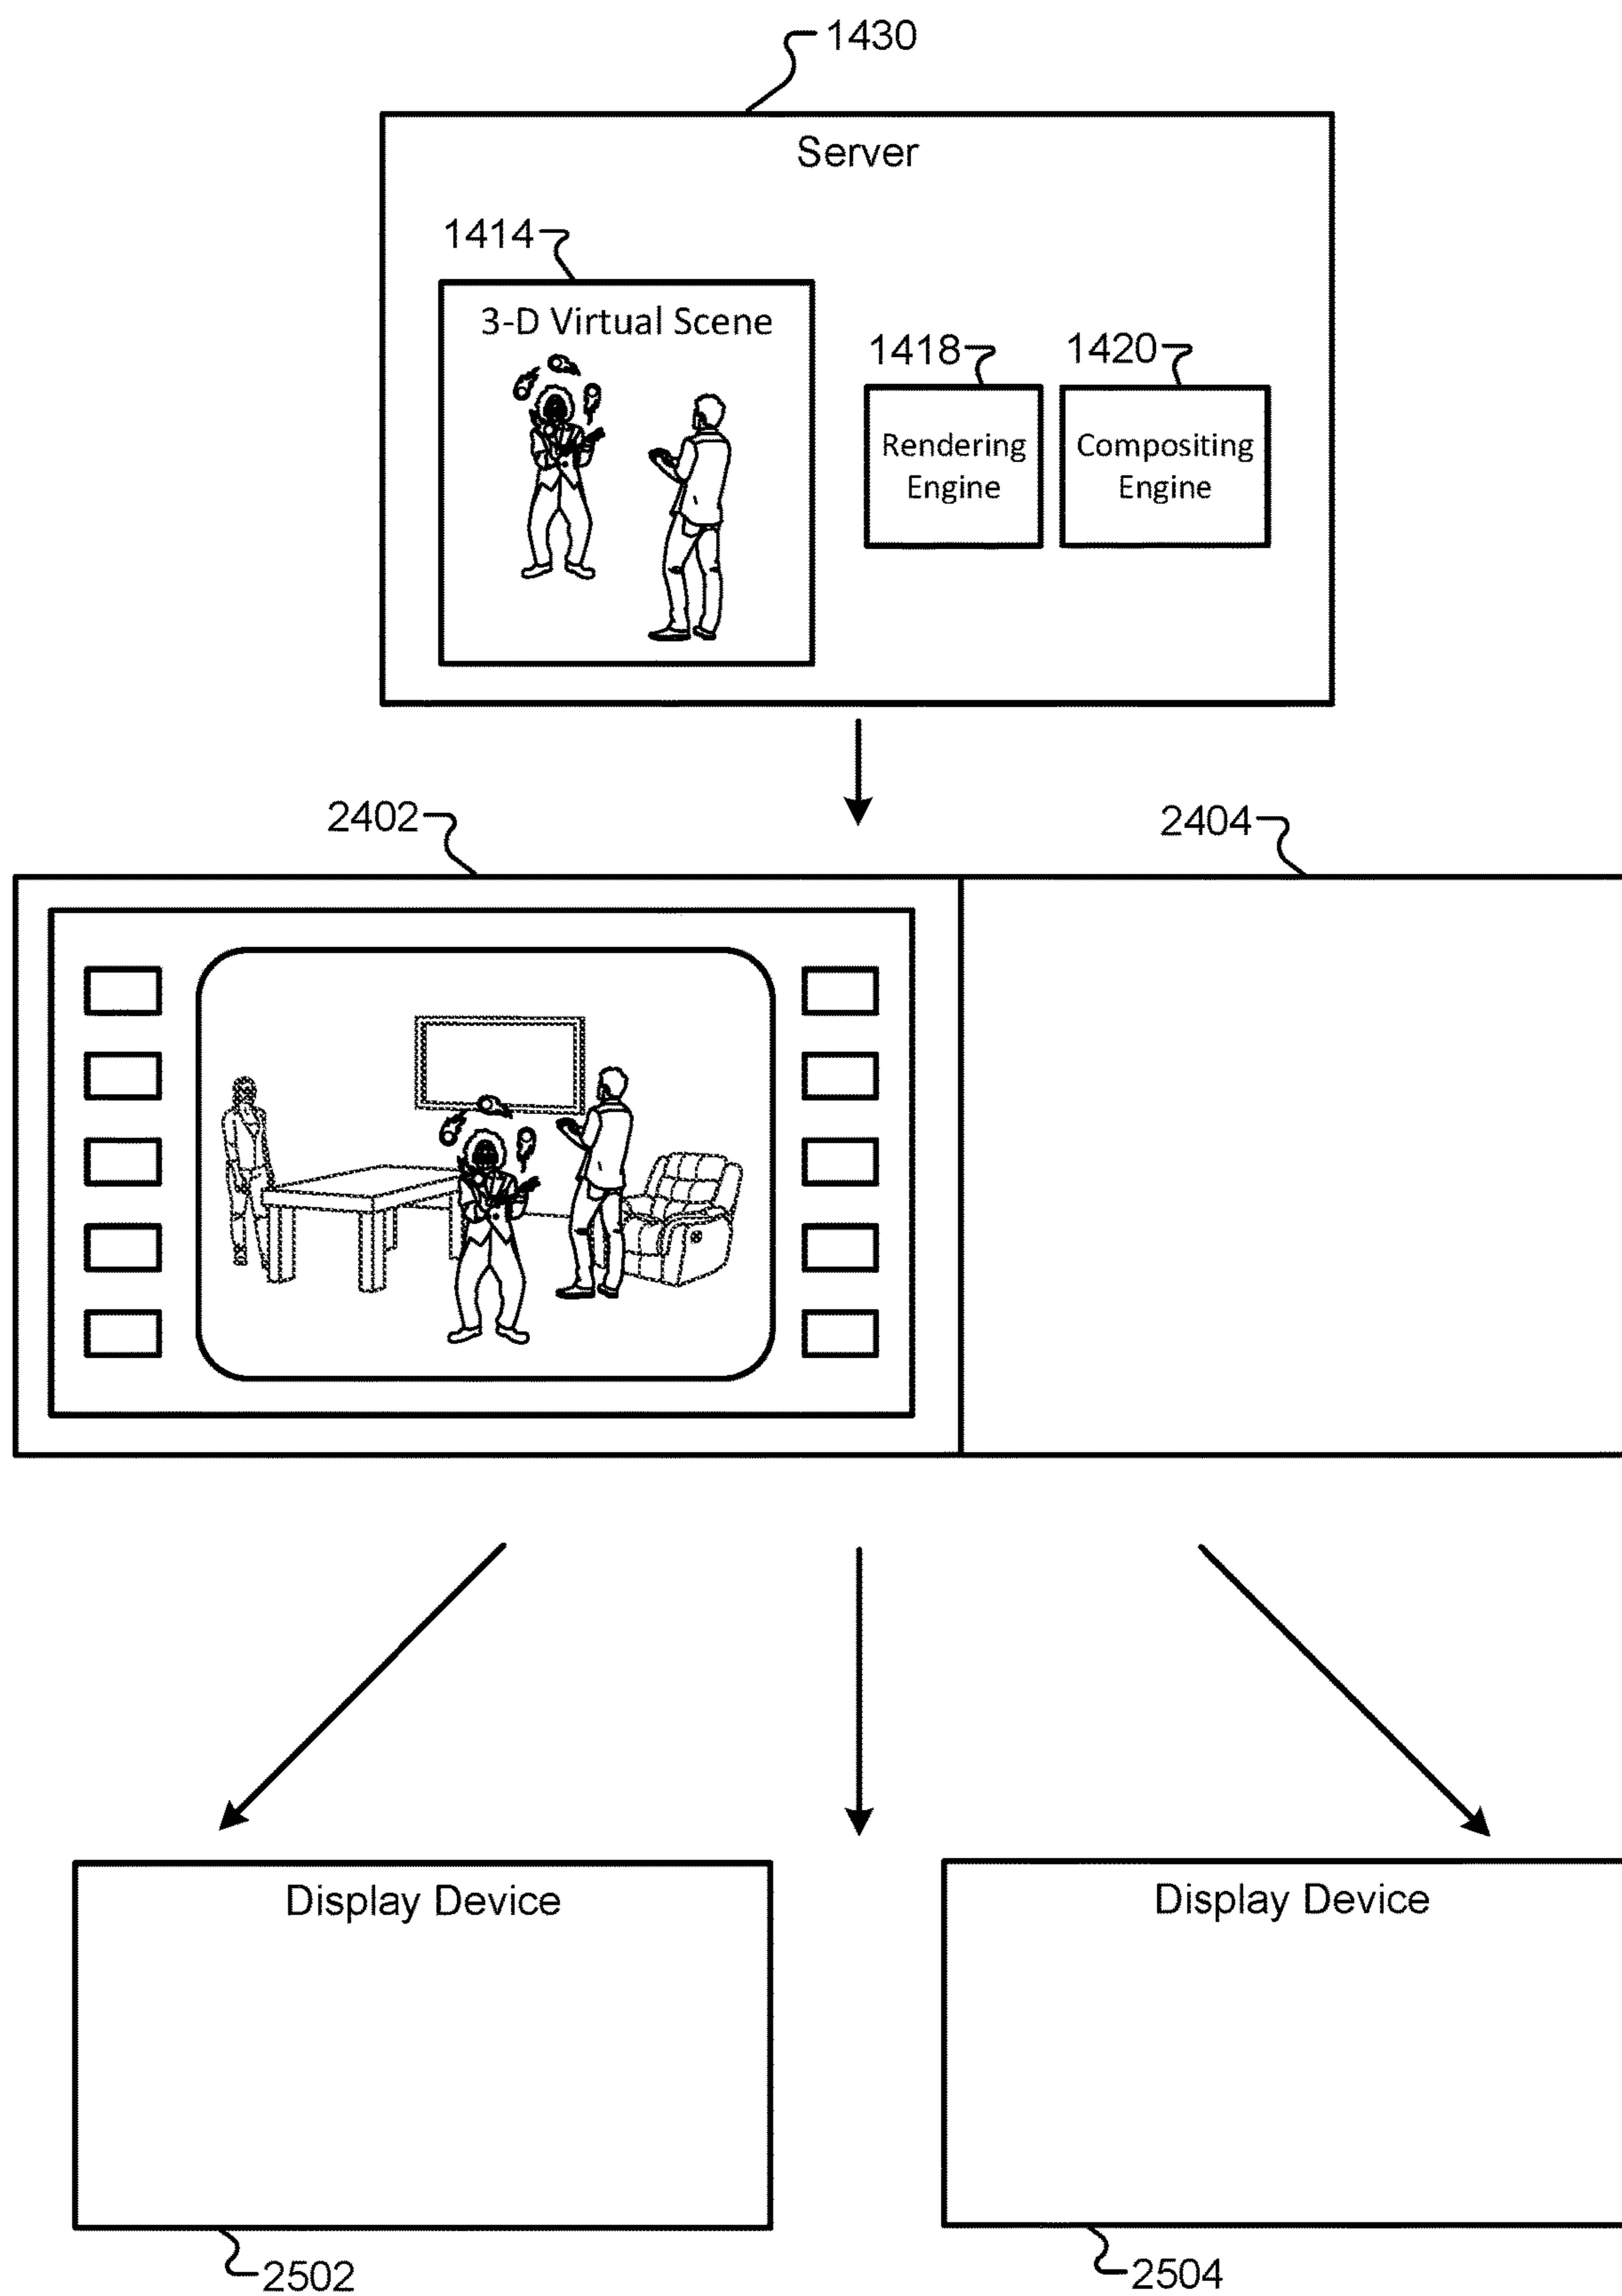 1430
Server
1414
3-D Virtual Scene
1418
1420
Rendering
Engine
Compositing
Engine
2402
2404
Display Device
Display Device
2502
2504